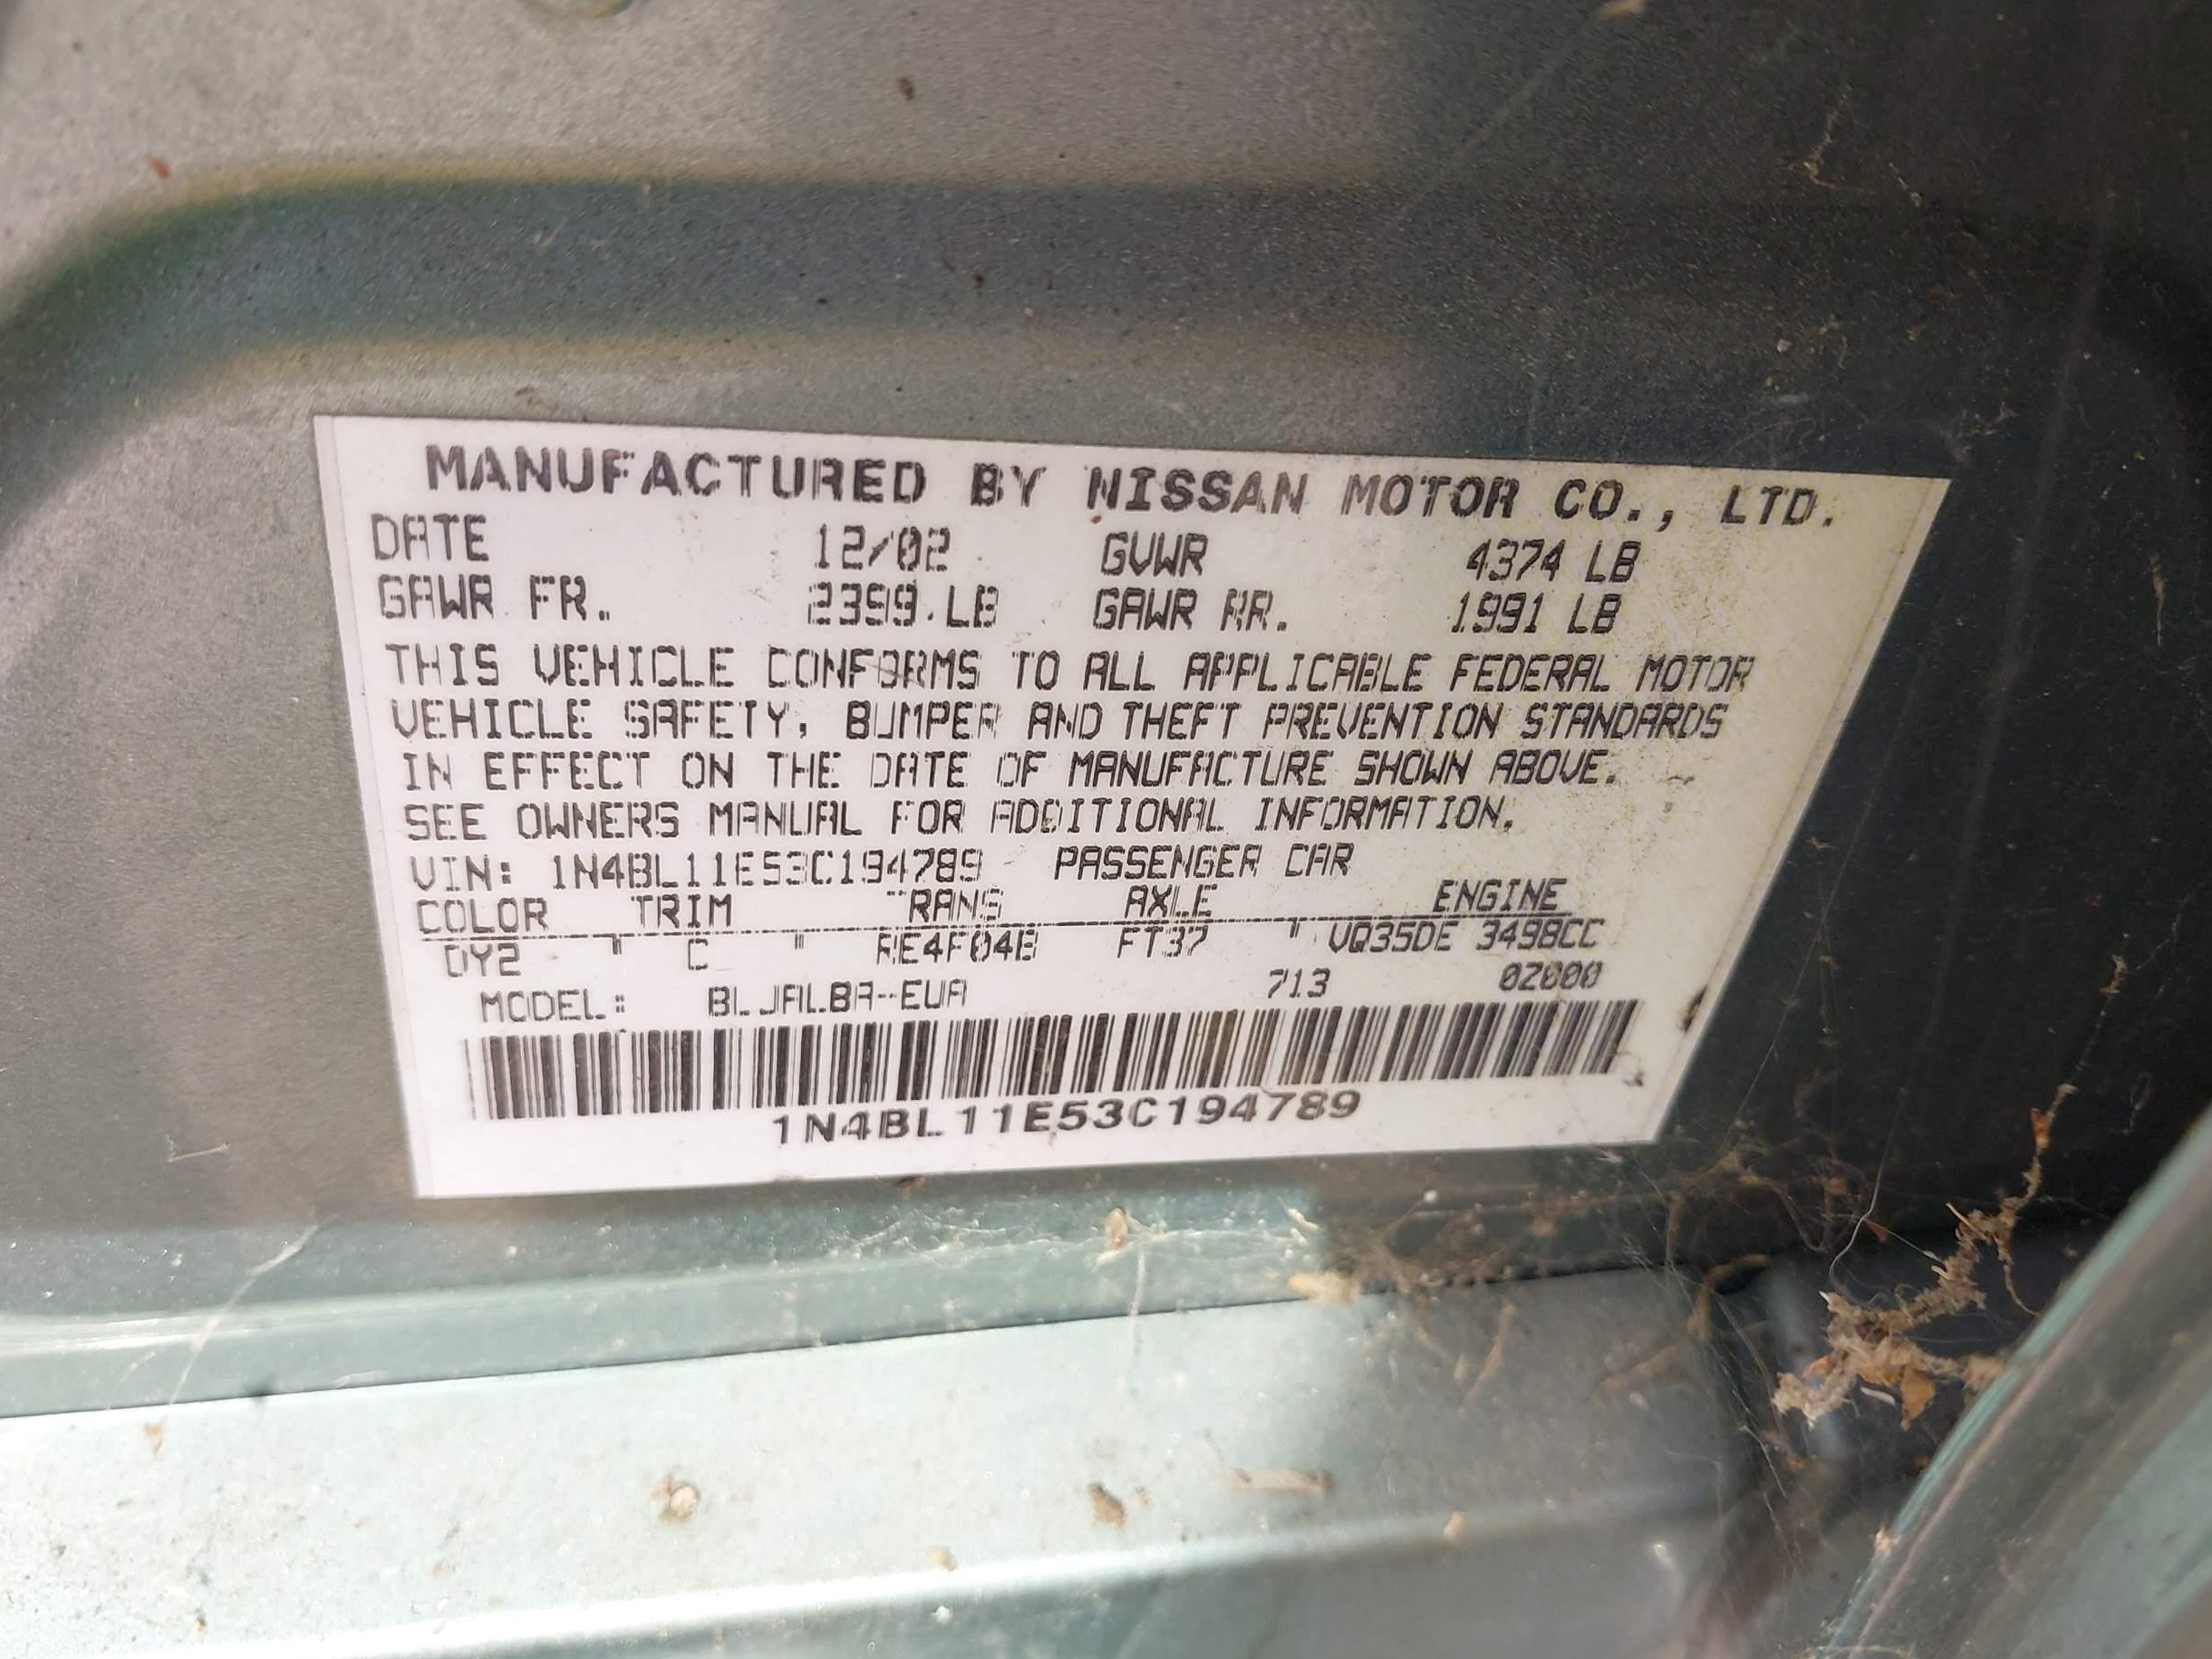 MANUFACTURED BY NISSAN MOTOR CO., LTD.
DATE 12/02 GVWR 4374 LB
GAWR FR. 2399.LB GAWR RR. 1991 LB
THIS VEHICLE CONFORMS TO ALL APPLICABLE FEDERAL MOTOR
VEHICLE SAFETY, BUMPER AND THEFT PREVENTION STANDARDS
IN EFFECT ON THE DATE OF MANUFACTURE SHOWN ABOVE.
SEE OWNERS MANUAL FOR ADDITIONAL INFORMATION.
VIN: 1N4BL11E53C194789 PASSENGER CAR
COLOR TRIM TRANS AXLE ENGINE
DY2 " C " RE4F04B FT37 " VQ35DE 3498CC
MODEL: BLJALBA-EUA 713 02000
1N4BL11E53C194789